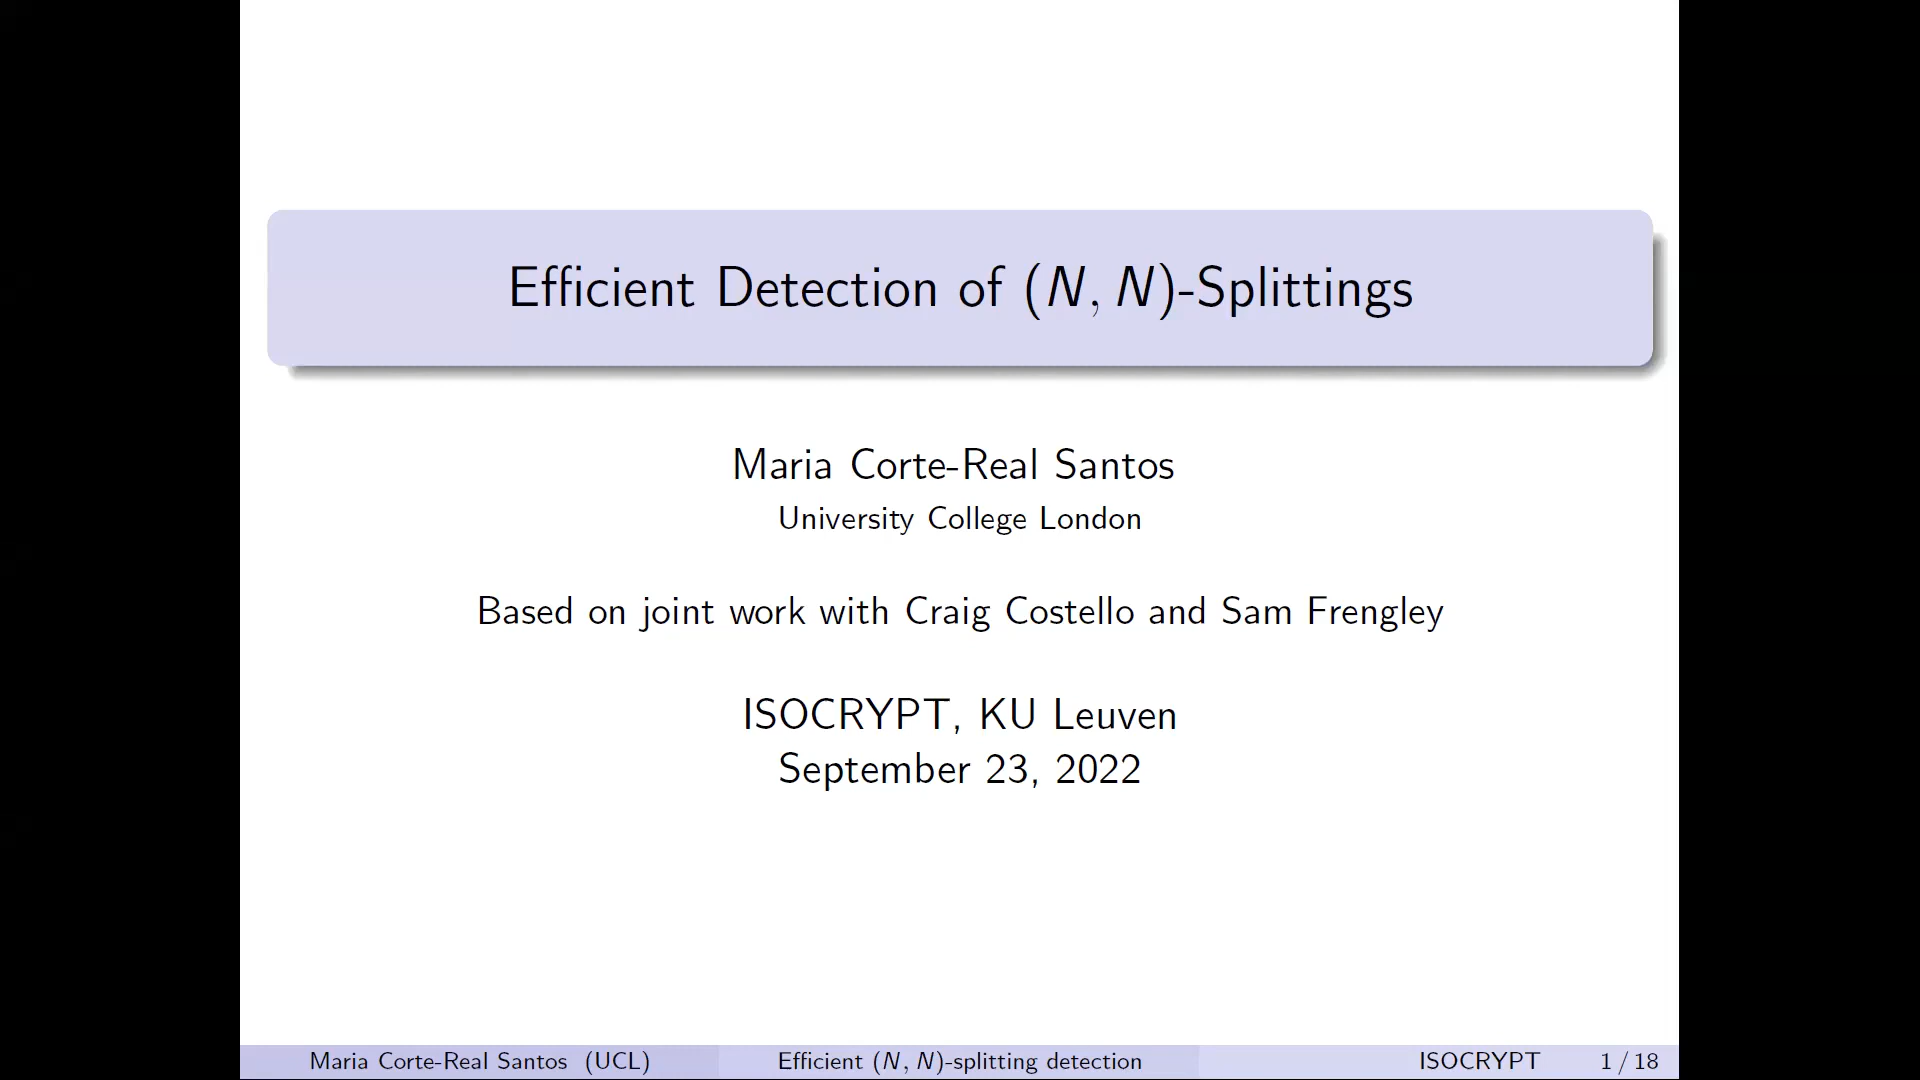 Efficient Detection of (N, N)-Splittings
Maria Corte-Real Santos
University College London
Based on joint work with Craig Costello and Sam Frengley
ISOCRYPT, KU Leuven
September 23, 2022
Maria Corte-Real Santos (UCL) Efficient (N, N)-splitting detection ISOCRYPT 1 / 18